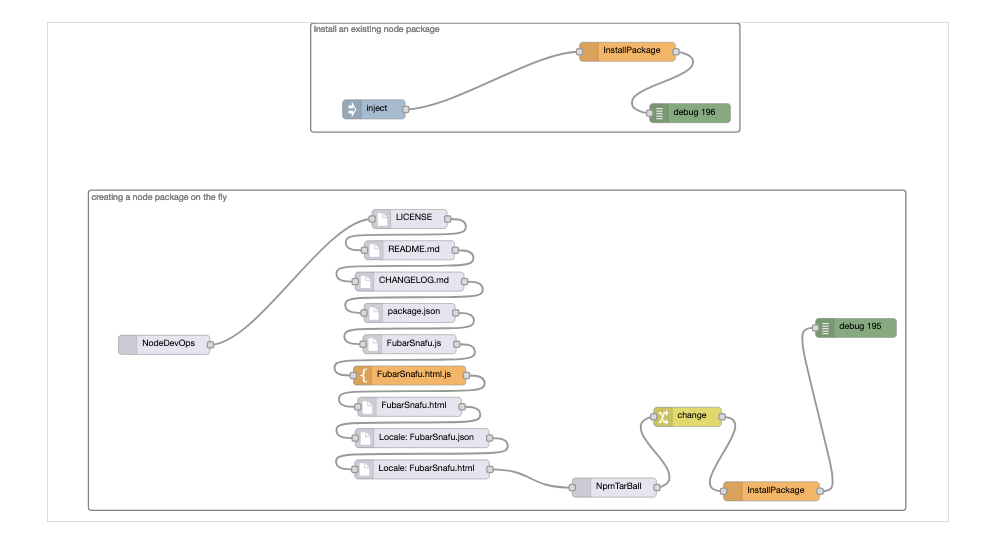 Install an existing node package
InstallPackage
inject
debug 196
creating a node package on the fly
LICENSE
README.md
CHANGELOG.md
package.json
FubarSnafu.js
NodeDevOps
debug 195
FubarSnafu.html.js
FubarSnafu.html
change
Locale: FubarSnafu.json
Locale: FubarSnafu.html
NpmTarBall
InstallPackage